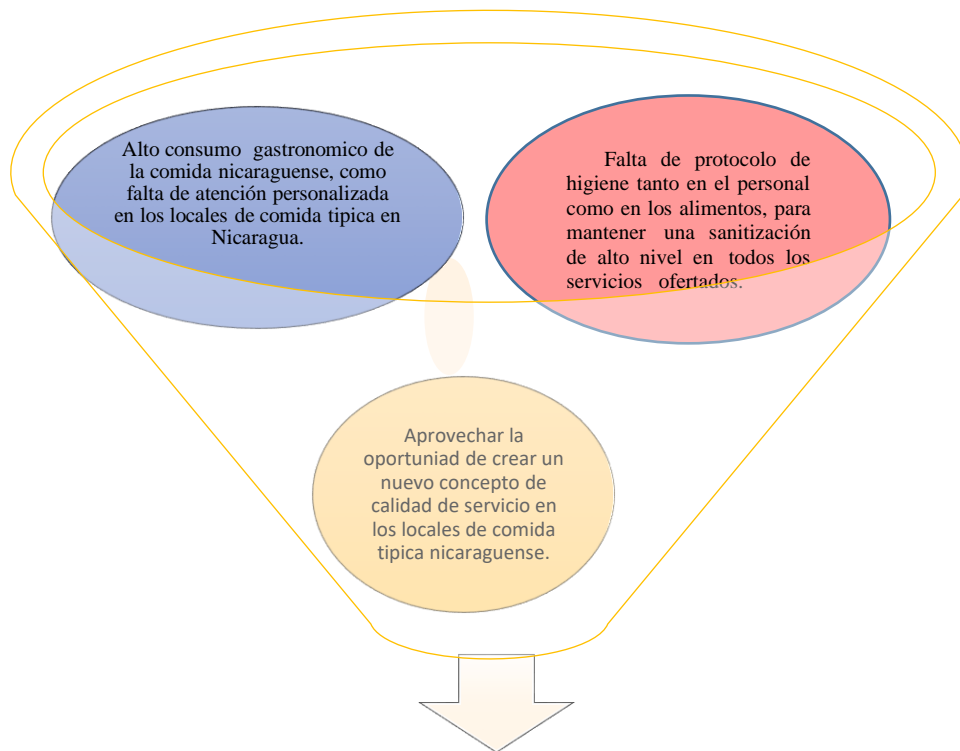 Alto consumo gastronomico de
la comida nicaraguense, como
falta de atención personalizada
en los locales de comida tipica en
Nicaragua.
Falta de protocolo de
higiene tanto en el personal
como en los alimentos, para
mantener una sanitización
de alto nivel en todos los
servicios ofertados.
Aprovechar la
oportuniad de crear un
nuevo concepto de
calidad de servicio en
los locales de comida
tipica nicaraguense.